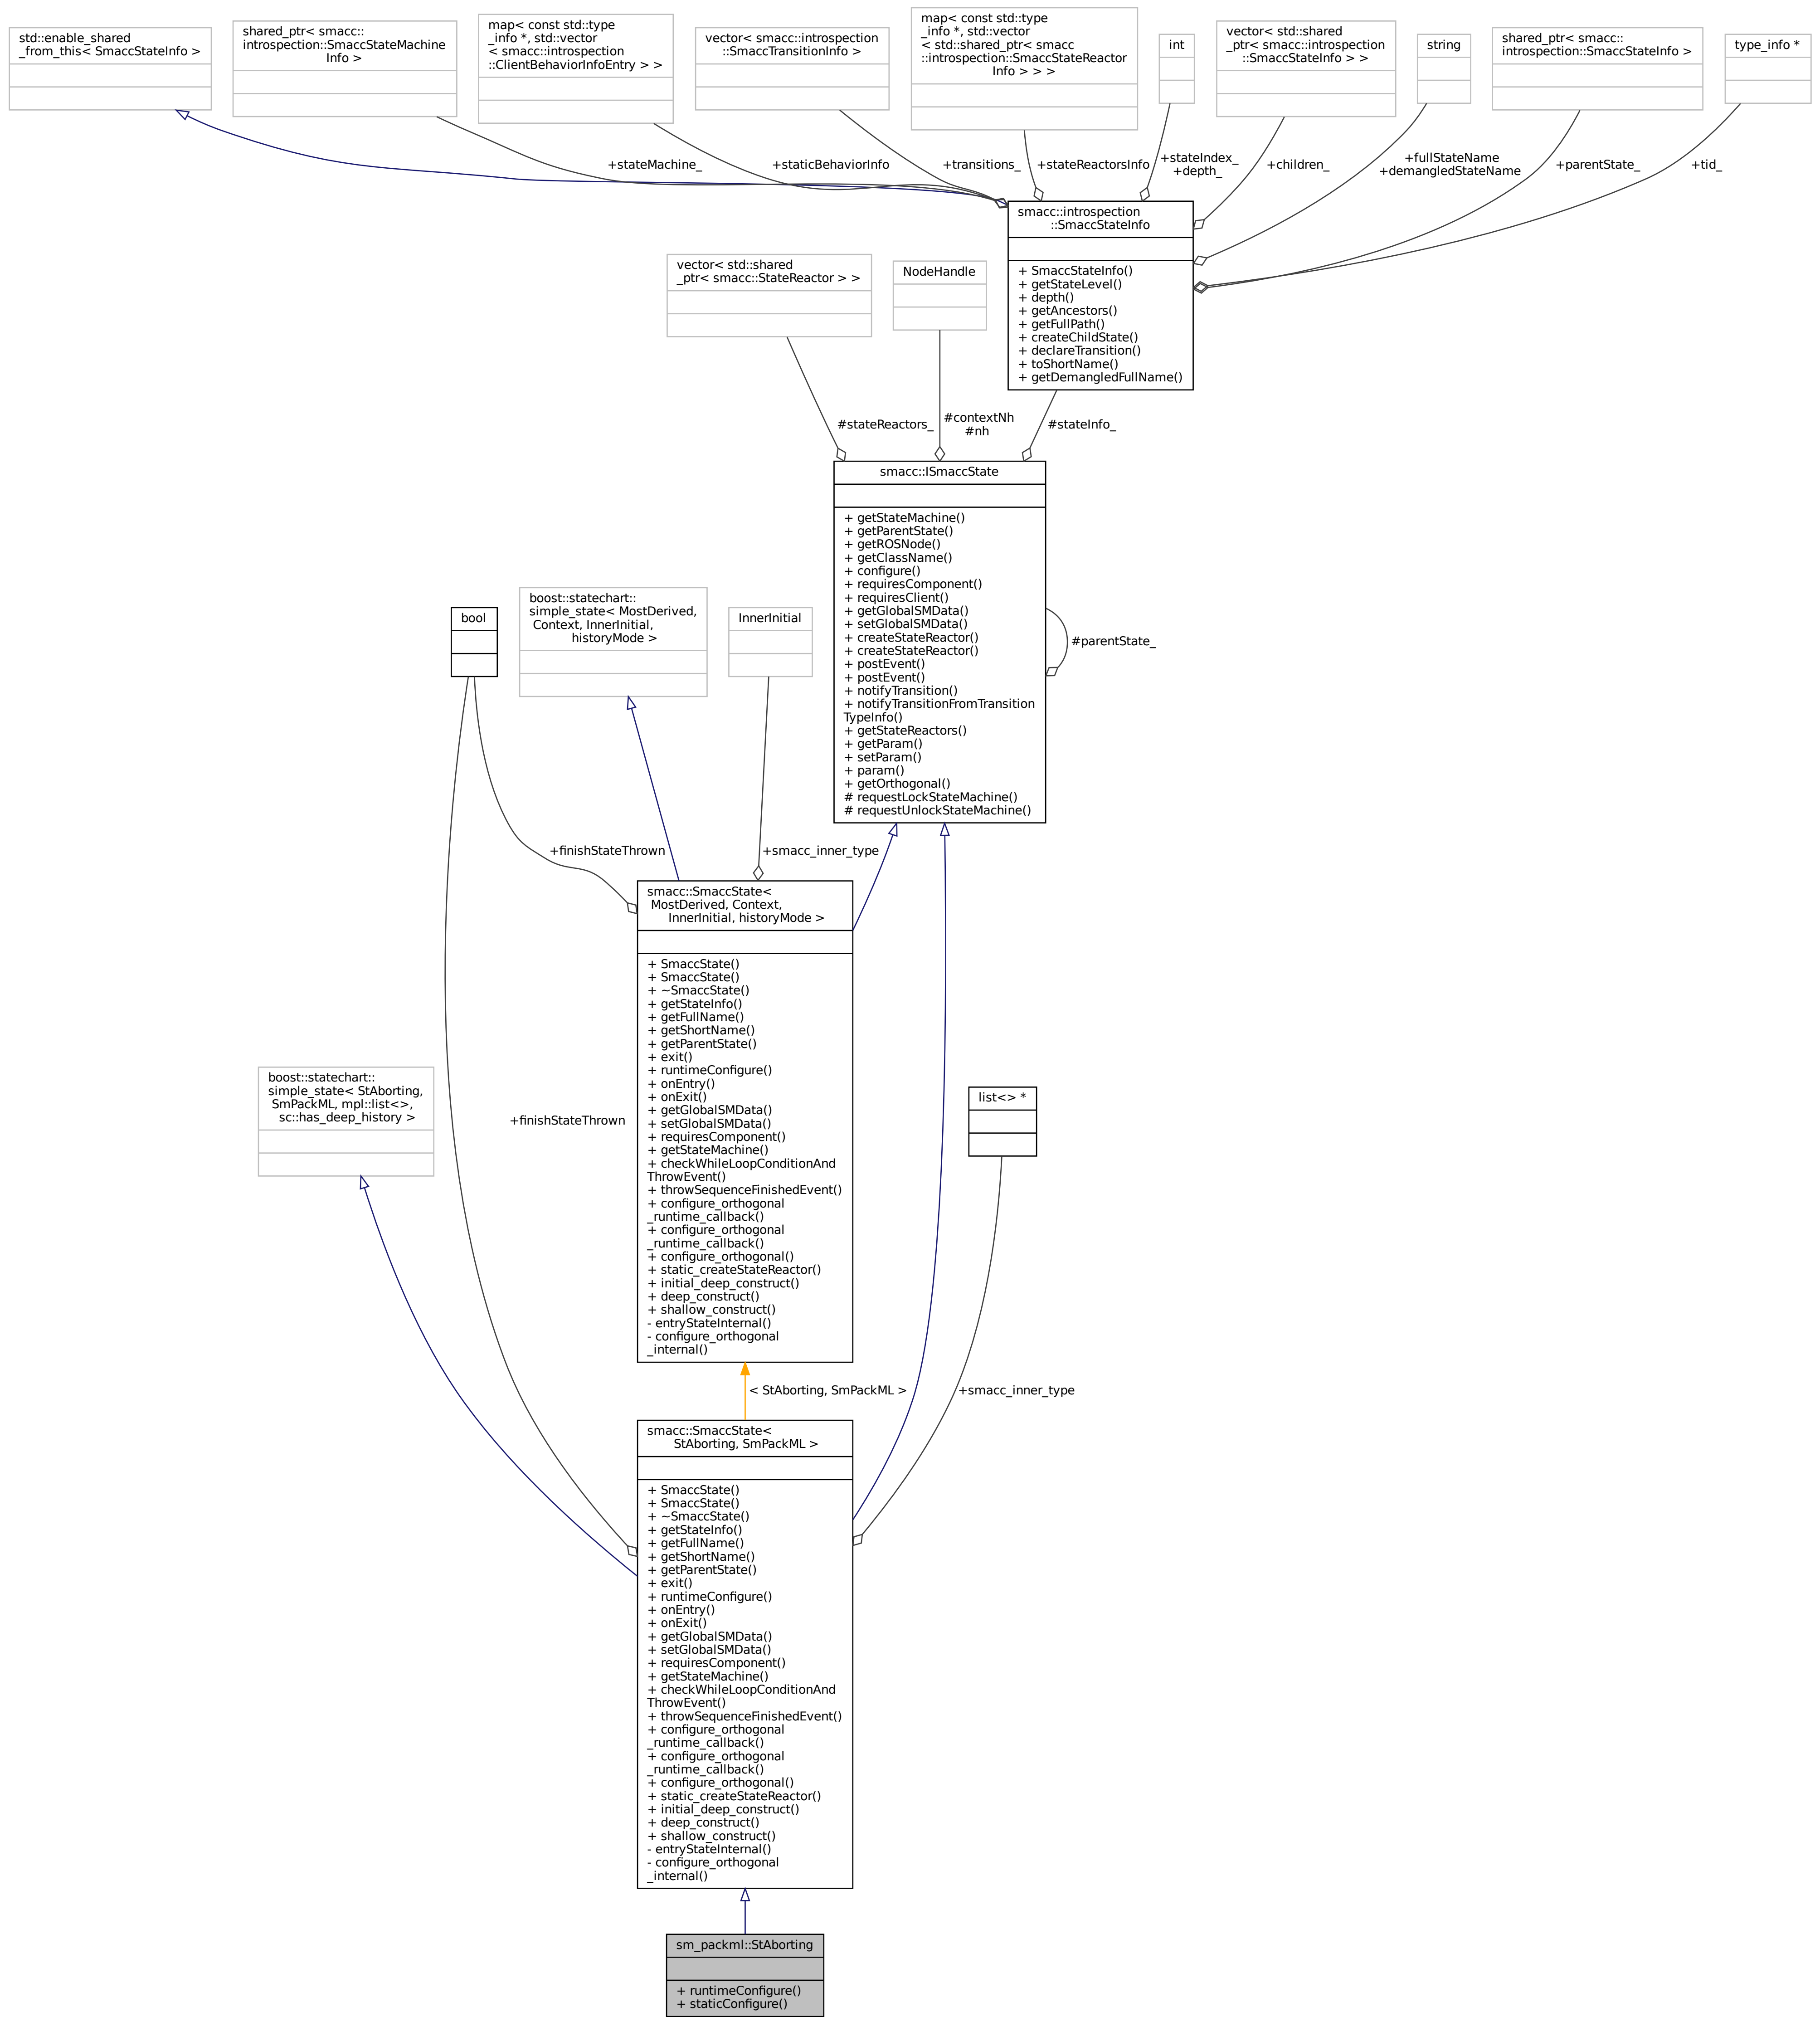 std::enable_shared
_from_this< SmaccStateInfo >
shared_ptr< smacc::
introspection::SmaccStateMachine
Info >
map< const std::type
_info *, std::vector
< smacc::introspection
::ClientBehaviorInfoEntry > >
vector< smacc::introspection
::SmaccTransitionInfo >
map< const std::type
_info *, std::vector
< std::shared_ptr< smacc
::introspection::SmaccStateReactor
Info > > >
int
vector< std::shared
_ptr< smacc::introspection
::SmaccStateInfo > >
string
shared_ptr< smacc::
introspection::SmaccStateInfo >
type_info *
+stateMachine_
+staticBehaviorInfo
+transitions_
+stateReactorsInfo
+stateIndex_
+depth_
+children_
+fullStateName
+demangledStateName
+parentState_
+tid_
smacc::introspection
::SmaccStateInfo
+ SmaccStateInfo()
+ getStateLevel()
+ depth()
+ getAncestors()
+ getFullPath()
+ createChildState()
+ declareTransition()
+ toShortName()
+ getDemangledFullName()
vector< std::shared
_ptr< smacc::StateReactor > >
NodeHandle
#stateReactors_
#contextNh
#nh
#stateInfo_
smacc::ISmaccState
+ getStateMachine()
+ getParentState()
+ getROSNode()
+ getClassName()
+ configure()
+ requiresComponent()
+ requiresClient()
+ getGlobalSMData()
+ setGlobalSMData()
+ createStateReactor()
+ createStateReactor()
+ postEvent()
+ postEvent()
+ notifyTransition()
+ notifyTransitionFromTransition
TypeInfo()
+ getStateReactors()
+ getParam()
+ setParam()
+ param()
+ getOrthogonal()
# requestLockStateMachine()
# requestUnlockStateMachine()
#parentState_
bool
boost::statechart::
simple_state< MostDerived,
Context, InnerInitial,
historyMode >
InnerInitial
+finishStateThrown
+smacc_inner_type
smacc::SmaccState<
MostDerived, Context,
InnerInitial, historyMode >
+ SmaccState()
+ SmaccState()
+ ~SmaccState()
+ getStateInfo()
+ getFullName()
+ getShortName()
+ getParentState()
+ exit()
+ runtimeConfigure()
+ onEntry()
+ onExit()
+ getGlobalSMData()
+ setGlobalSMData()
+ requiresComponent()
+ getStateMachine()
+ checkWhileLoopConditionAnd
ThrowEvent()
+ throwSequenceFinishedEvent()
+ configure_orthogonal
_runtime_callback()
+ configure_orthogonal
_runtime_callback()
+ configure_orthogonal()
+ static_createStateReactor()
+ initial_deep_construct()
+ deep_construct()
+ shallow_construct()
- entryStateInternal()
- configure_orthogonal
_internal()
boost::statechart::
simple_state< StAborting,
SmPackML, mpl::list<>,
sc::has_deep_history >
+finishStateThrown
list<> *
< StAborting, SmPackML >
+smacc_inner_type
smacc::SmaccState<
StAborting, SmPackML >
+ SmaccState()
+ SmaccState()
+ ~SmaccState()
+ getStateInfo()
+ getFullName()
+ getShortName()
+ getParentState()
+ exit()
+ runtimeConfigure()
+ onEntry()
+ onExit()
+ getGlobalSMData()
+ setGlobalSMData()
+ requiresComponent()
+ getStateMachine()
+ checkWhileLoopConditionAnd
ThrowEvent()
+ throwSequenceFinishedEvent()
+ configure_orthogonal
_runtime_callback()
+ configure_orthogonal
_runtime_callback()
+ configure_orthogonal()
+ static_createStateReactor()
+ initial_deep_construct()
+ deep_construct()
+ shallow_construct()
- entryStateInternal()
- configure_orthogonal
_internal()
sm_packml::StAborting
+ runtimeConfigure()
+ staticConfigure()